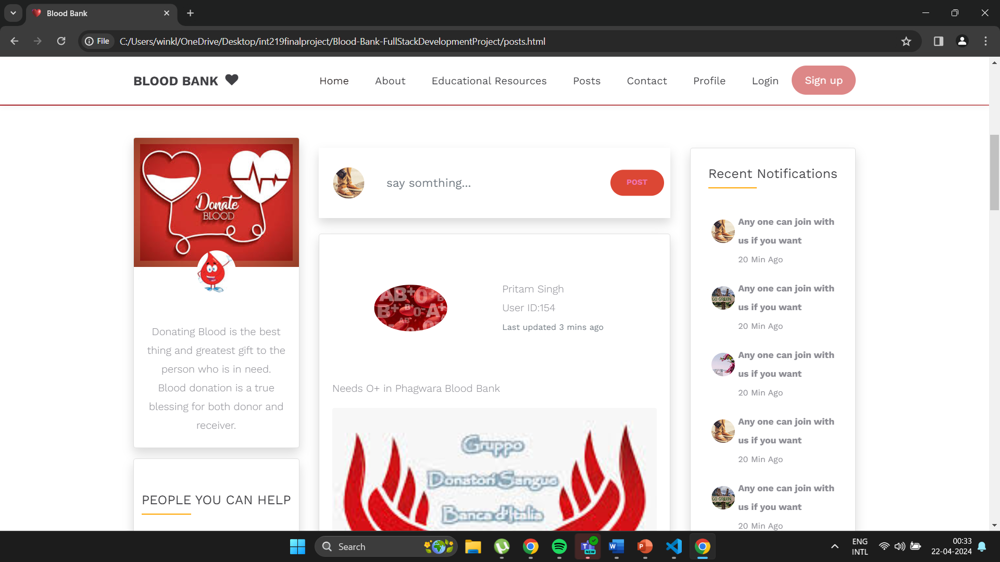 Blood Bank
File
C:/Users/winkl/OneDrive/Desktop/int219finalproject/Blood-Bank-FullStackDevelopmentProject/posts.html
BLOOD BANK
Home
About
Educational Resources
Posts
Contact
Profile
Login
Sign up
Donate
BLOOD
Donating Blood is the best
thing and greatest gift to the
person who is in need.
Blood donation is a true
blessing for both donor and
receiver.
PEOPLE YOU CAN HELP
say somthing...
POST
AB+ O+ B
B+ B+ O- A+
AB
Pritam Singh
User ID:154
Last updated 3 mins ago
Needs O+ in Phagwara Blood Bank
Gruppo
Donatori Sangue
Banca d'Italia
Recent Notifications
Any one can join with
us if you want
20 Min Ago
GO GREEN
Any one can join with
us if you want
20 Min Ago
Any one can join with
us if you want
20 Min Ago
Any one can join with
us if you want
20 Min Ago
GO GREEN
Any one can join with
us if you want
20 Min Ago
Search
NEW
ENG
INTL
00:33
22-04-2024